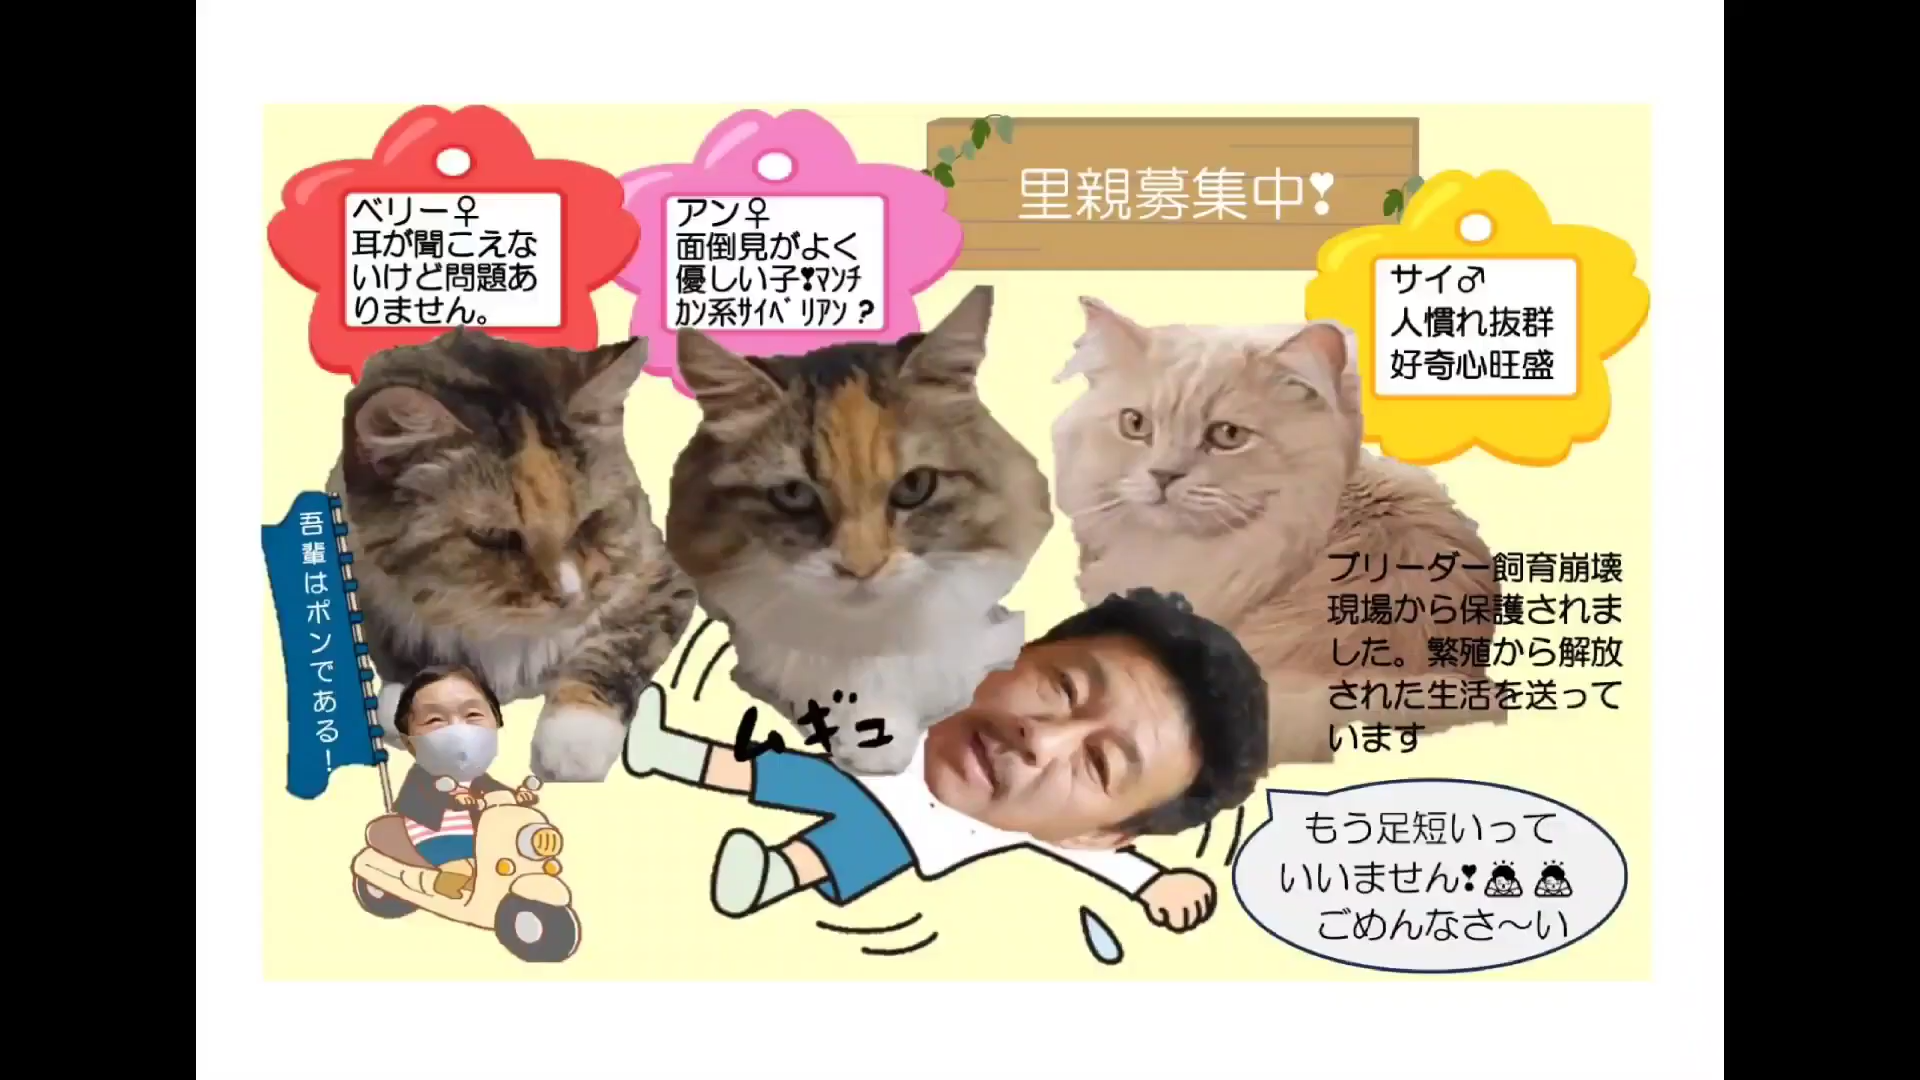 里親募集中❣
ベリー♀
耳が聞こえな
いけど問題あ
りません。
アン♀
面倒見がよく
優しい子❣ﾏﾝﾁ
ｶﾝ系ｻｲﾍﾞﾘｱﾝ？
サイ♂
人慣れ抜群
好奇心旺盛
吾輩はポンである！
ムギュ
ブリーダー飼育崩壊
現場から保護されま
した。繁殖から解放
された生活を送って
います
もう足短いって
いいません❣🙇🙇
ごめんなさ～い